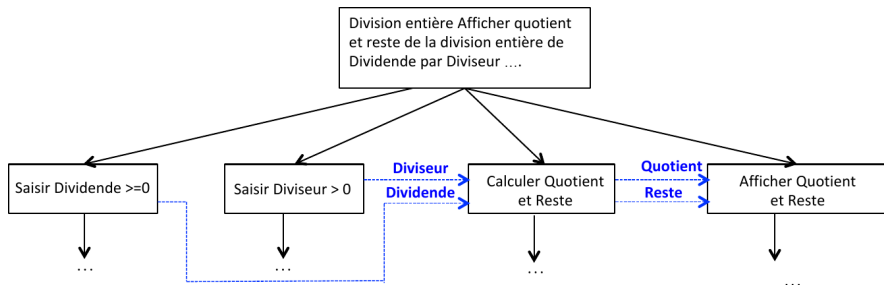 Division entière Afficher quotient
et reste de la division entière de
Dividende par Diviseur ….
Saisir Dividende >=0
Saisir Diviseur > 0
Diviseur
Dividende
Calculer Quotient
et Reste
Quotient
Reste
Afficher Quotient
et Reste
…
…
…
…